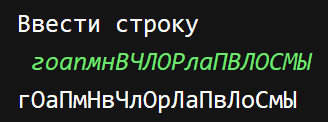 Ввести строку
гоапмнВЧЛОРлаПВЛОСМЫ
гОаПмНвЧлОрЛаПвЛоСмЫ